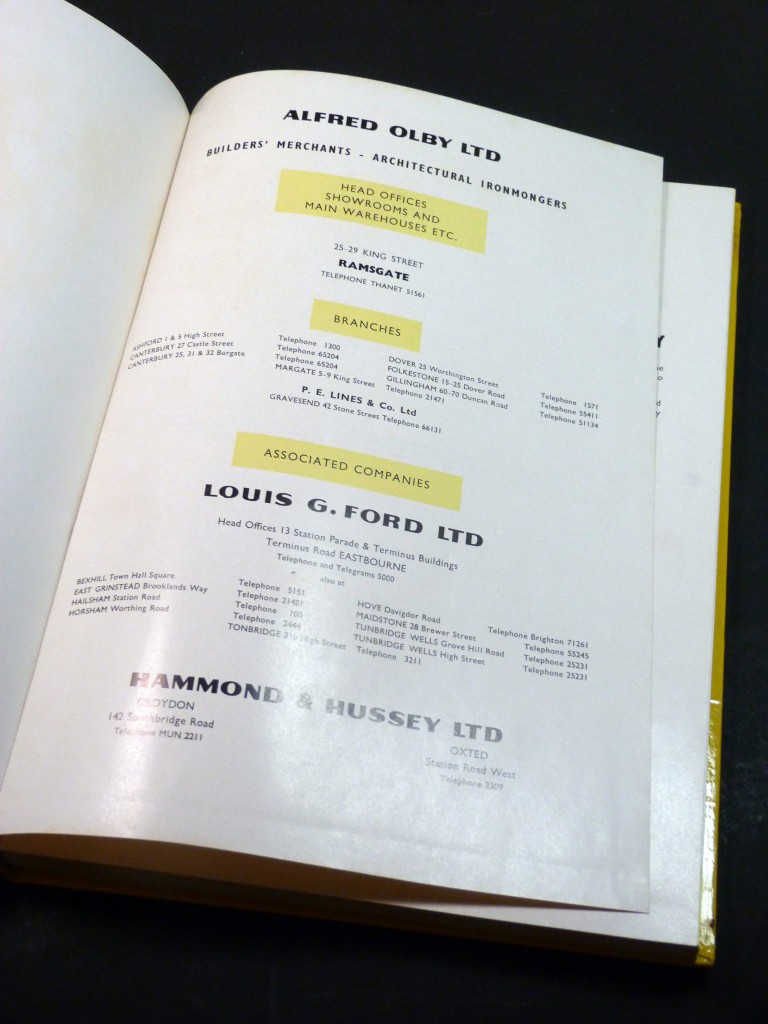 ALFRED OLBY LTD
BUILDERS' MERCHANTS - ARCHITECTURAL IRONMONGERS
HEAD OFFICES
SHOWROOMS AND
MAIN WAREHOUSES ETC.
25-29 KING STREET
RAMSGATE
TELEPHONE THANET 51561
BRANCHES
ASHFORD 1 & 5 High Street Telephone 1300
CANTERBURY 27 Castle Street Telephone 65204
CANTERBURY 25, 31 & 32 Burgate Telephone 65204
DOVER 25 Worthington Street Telephone 1571
FOLKESTONE 15-25 Dover Road Telephone 55411
GILLINGHAM 60-70 Duncan Road Telephone 51134
MARGATE 5-9 King Street Telephone 21471
P. E. LINES & Co. Ltd
GRAVESEND 42 Stone Street Telephone 66131
ASSOCIATED COMPANIES
LOUIS G. FORD LTD
Head Offices 13 Station Parade & Terminus Buildings
Terminus Road EASTBOURNE
Telephone and Telegrams 5000
also at
BEXHILL Town Hall Square Telephone 5151
EAST GRINSTEAD Brooklands Way Telephone 21401
HAILSHAM Station Road Telephone 100
HORSHAM Worthing Road Telephone 2444
HOVE Davigdor Road Telephone Brighton 71261
MAIDSTONE 28 Brewer Street Telephone 55245
TUNBRIDGE WELLS Grove Hill Road Telephone 25231
TUNBRIDGE WELLS High Street Telephone 25231
TONBRIDGE High Street Telephone 3211
HAMMOND & HUSSEY LTD
CROYDON
142 Southbridge Road
Telephone MUN 2211
OXTED
Station Road West
Telephone 2309